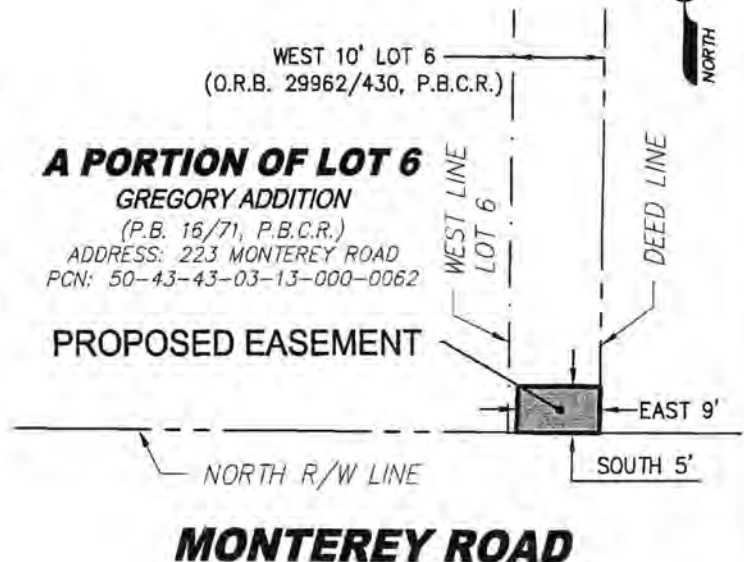 NORTH
WEST 10' LOT 6
(O.R.B. 29962/430, P.B.C.R.)
A PORTION OF LOT 6
GREGORY ADDITION
(P.B. 16/71, P.B.C.R.)
ADDRESS: 223 MONTEREY ROAD
PCN: 50-43-43-03-13-000-0062
WEST LINE
LOT 6
DEED LINE
PROPOSED EASEMENT
EAST 9'
SOUTH 5'
NORTH R/W LINE
MONTEREY ROAD